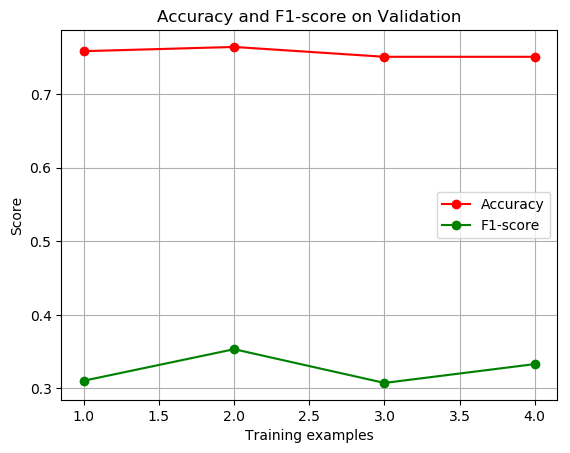 Accuracy and F1-score on Validation
Score
0.7
0.6
0.5
0.4
0.3
Accuracy
F1-score
1.0 1.5 2.0 2.5 3.0 3.5 4.0
Training examples